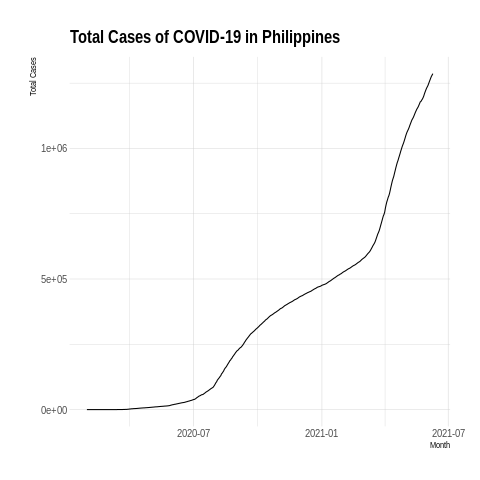 Total Cases of COVID-19 in Philippines
Total Cases
1e+06
5e+05
0e+00
2020-07
2021-01
2021-07
Month